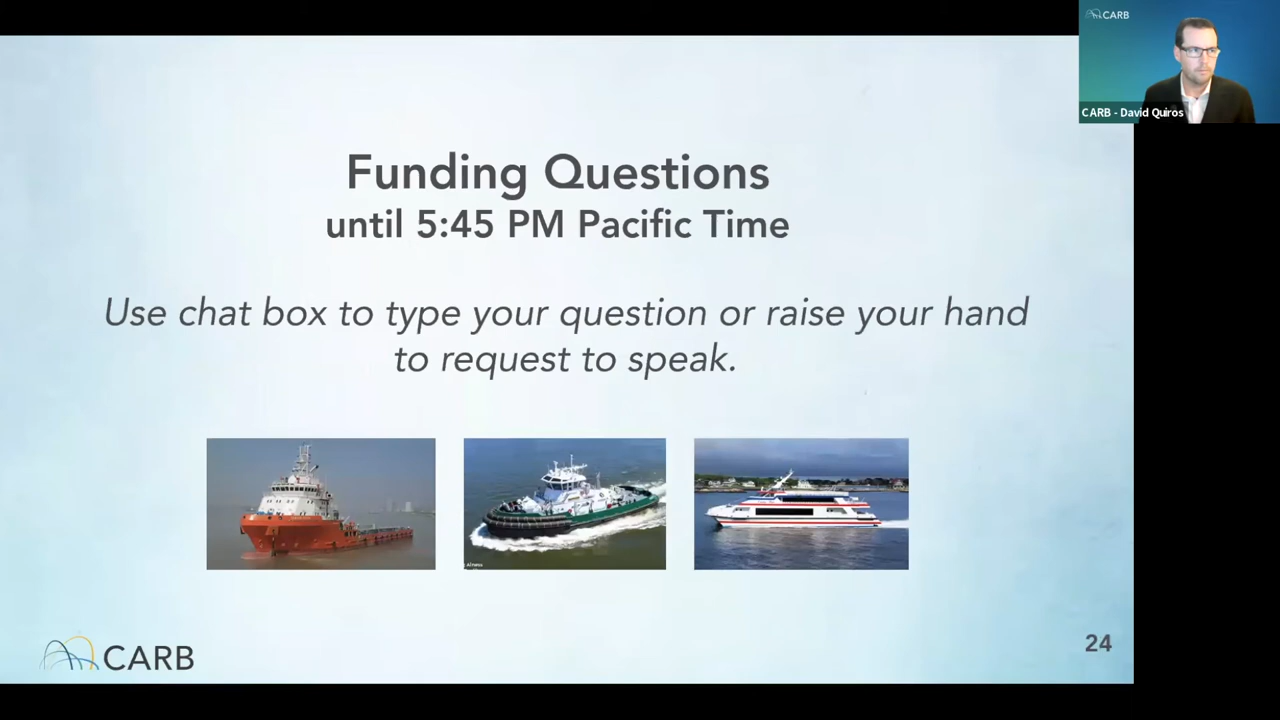 CARB
CARB - David Quiros
Funding Questions
until 5:45 PM Pacific Time
Use chat box to type your question or raise your hand
to request to speak.
CARB
24